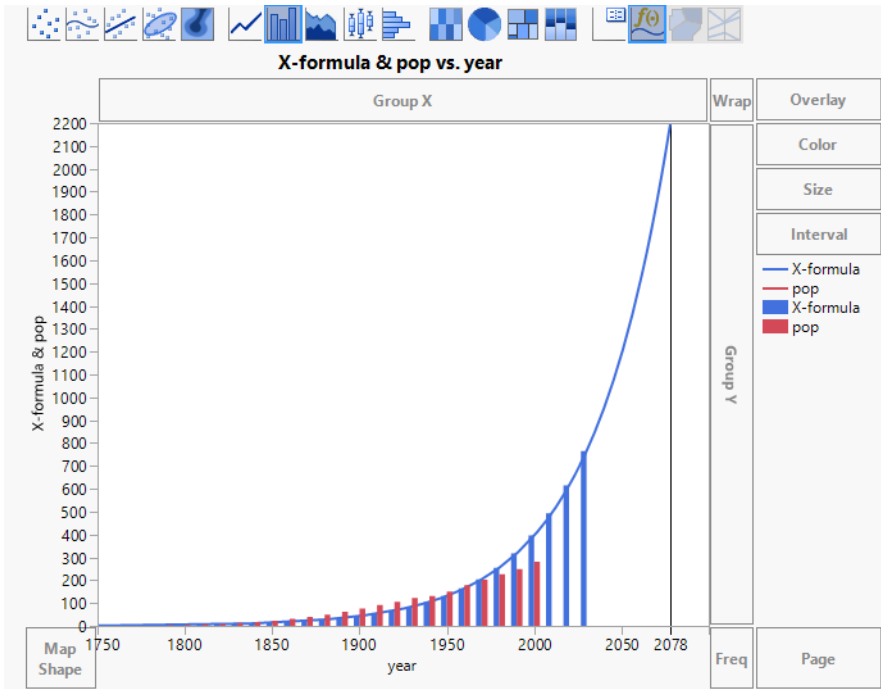 f()
X-formula & pop vs. year
Group X
Wrap
Overlay
Color
Size
Interval
X-formula
pop
X-formula
pop
Group Y
X-formula & pop
2200
2100
2000
1900
1800
1700
1600
1500
1400
1300
1200
1100
1000
900
800
700
600
500
400
300
200
100
0
1750 1800 1850 1900 1950 2000 2050 2078
year
Map
Shape
Freq
Page